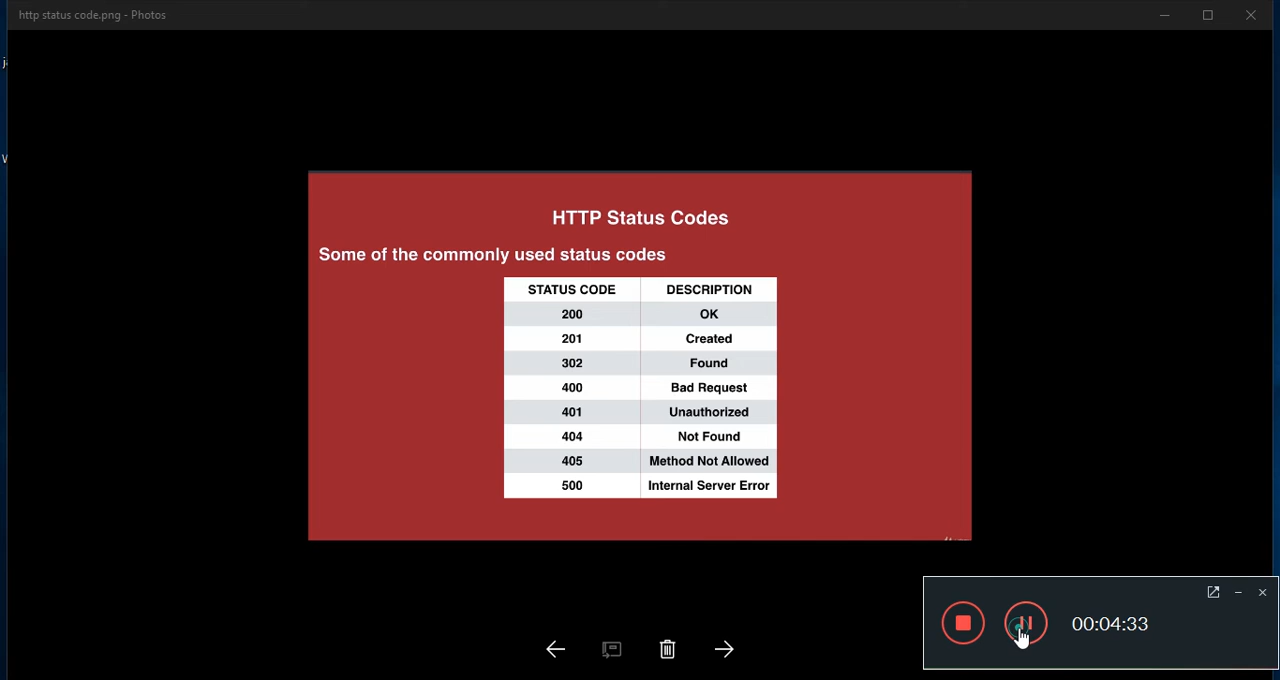 http status code.png - Photos
HTTP Status Codes
Some of the commonly used status codes
STATUS CODE DESCRIPTION
200 OK
201 Created
302 Found
400 Bad Request
401 Unauthorized
404 Not Found
405 Method Not Allowed
500 Internal Server Error
00:04:33